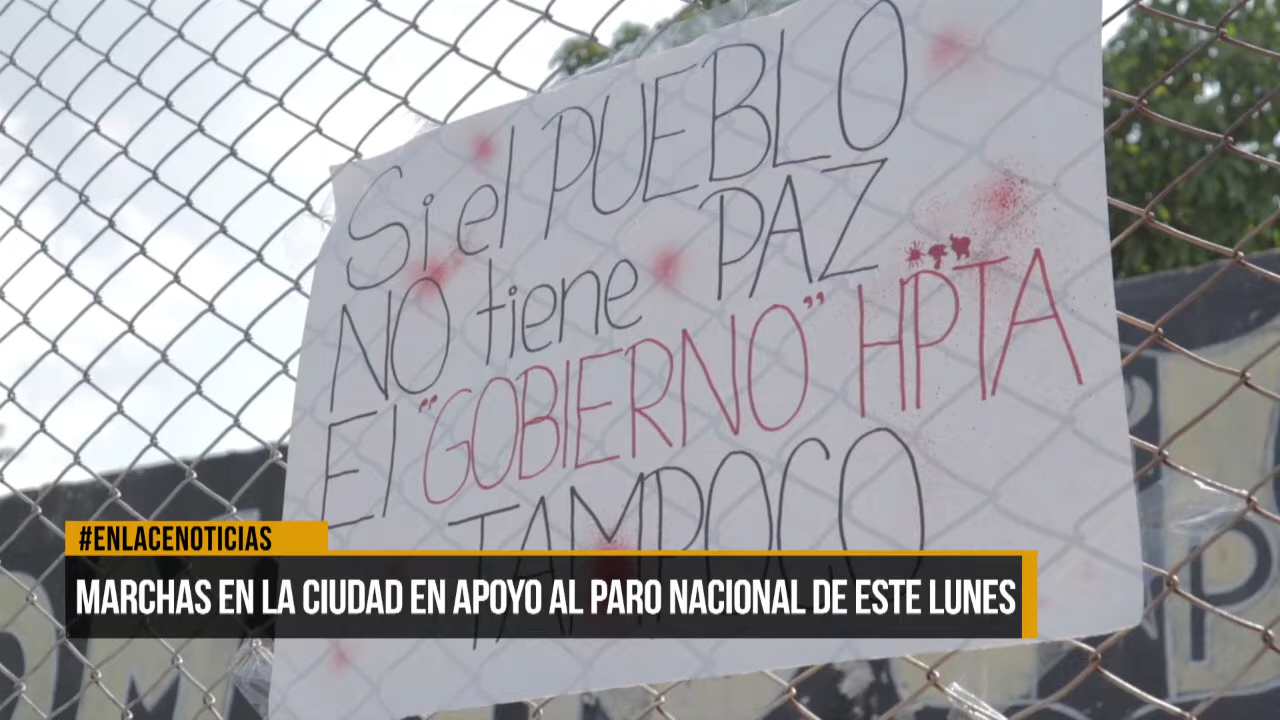 Si el PUEBLO
NO tiene PAZ
El "GOBIERNO" HPTA
TAMPOCO
#ENLACENOTICIAS
MARCHAS EN LA CIUDAD EN APOYO AL PARO NACIONAL DE ESTE LUNES